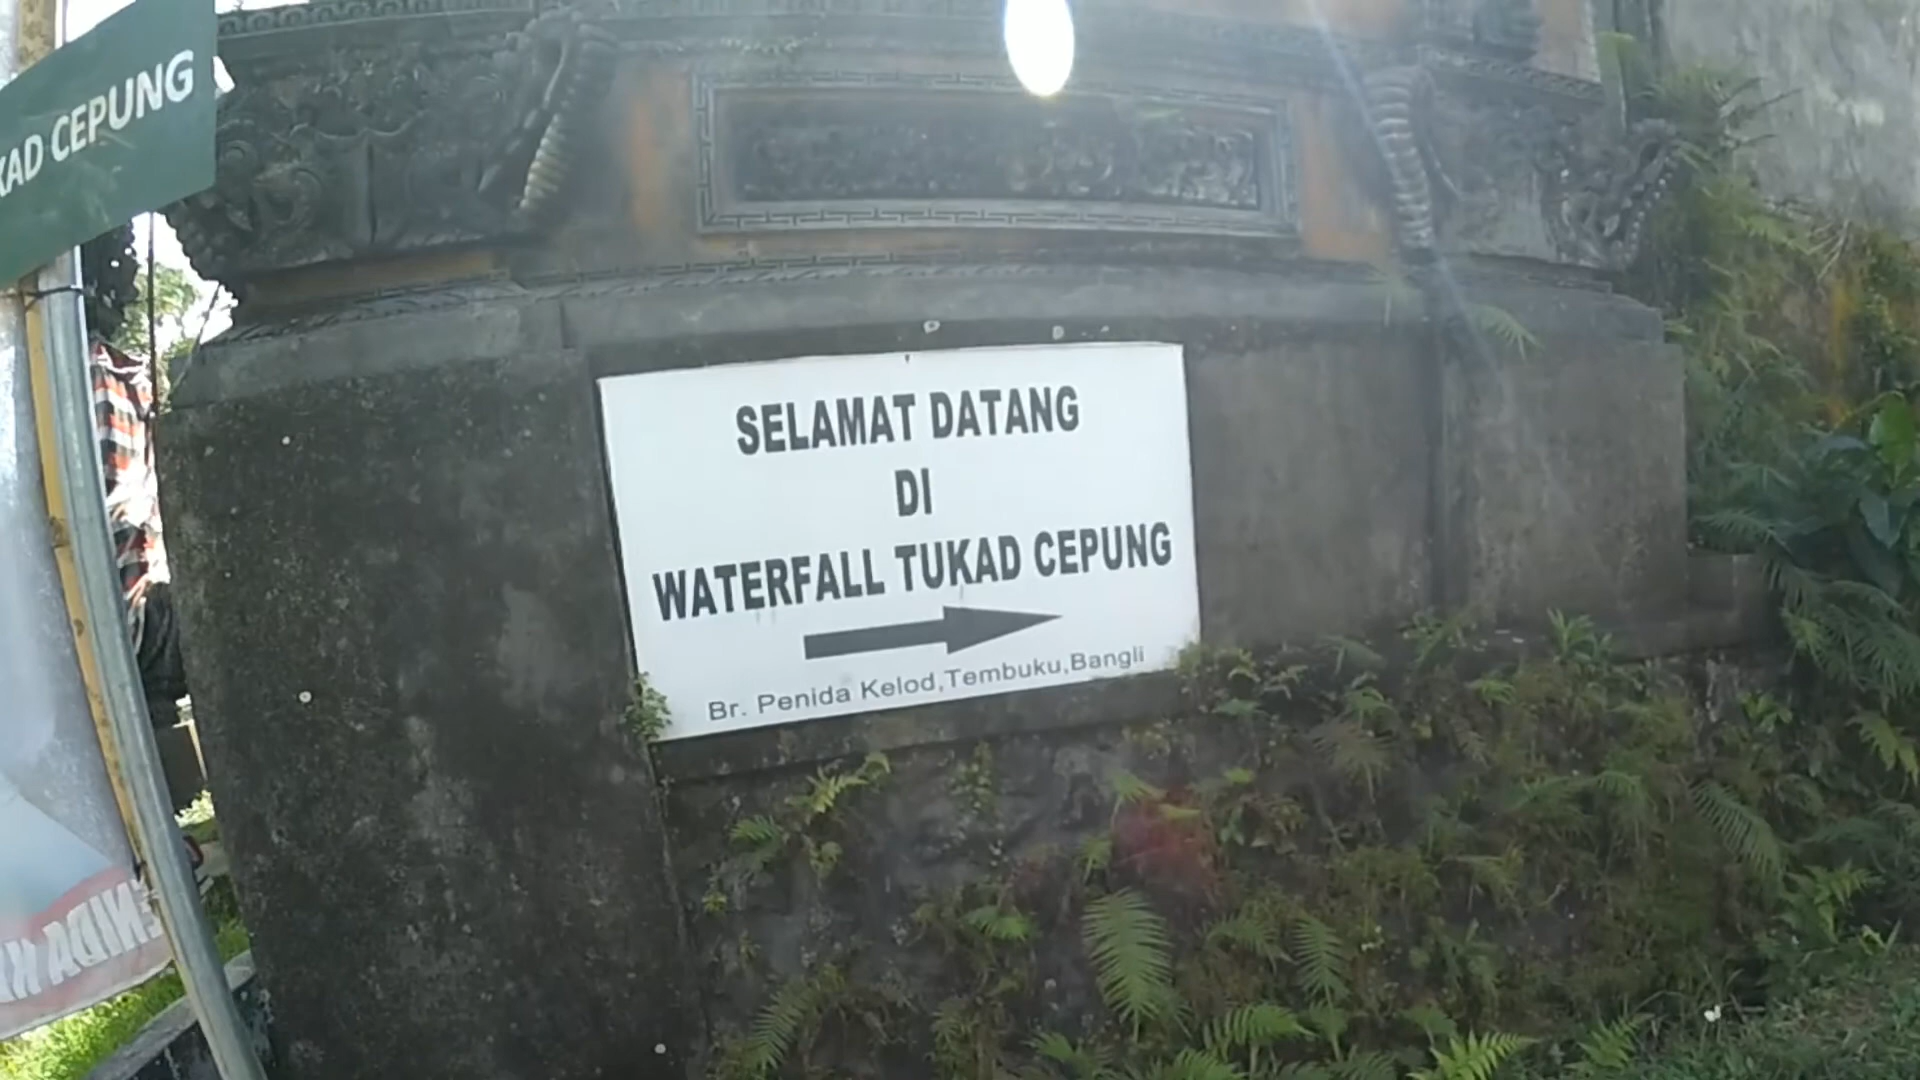 KAD CEPUNG
SELAMAT DATANG
DI
WATERFALL TUKAD CEPUNG
Br. Penida Kelod,Tembuku,Bangli